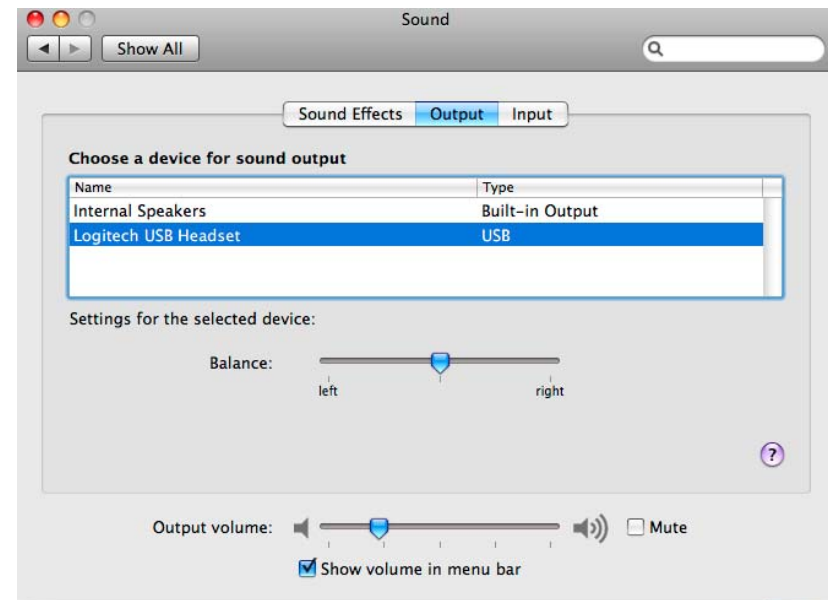 Sound
Show All
Sound Effects Output Input
Choose a device for sound output
Name Type
Internal Speakers Built-in Output
Logitech USB Headset USB
Settings for the selected device:
Balance:
left right
?
Output volume: Mute
Show volume in menu bar